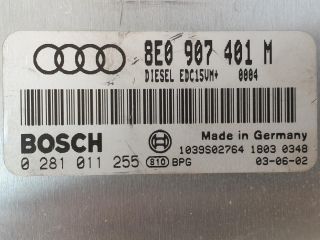 8E0 907 401 M
DIESEL EDC15VM+ 0004
BOSCH
Made in Germany
1039S02764 1803 0348
0 281 011 255 810 BPG 03-06-02